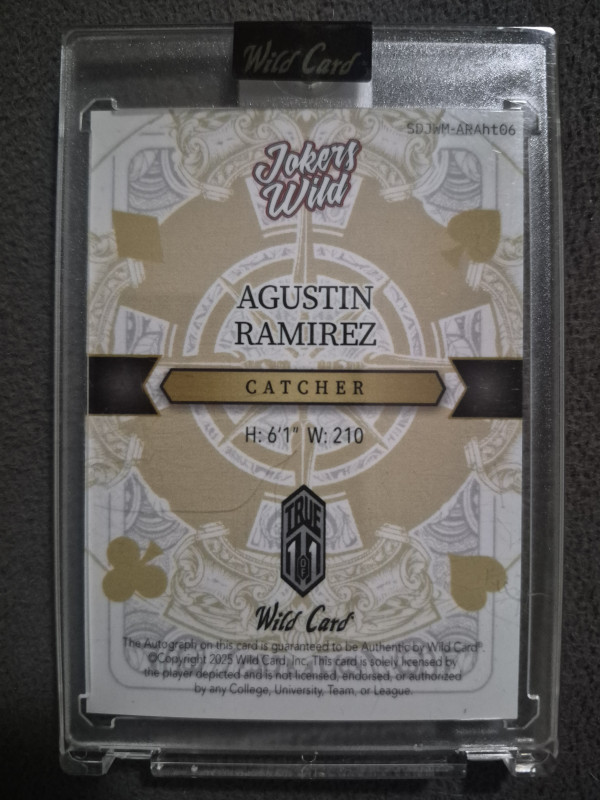 Wild Card
SDJWM-ARAht06
Jokers
Wild
AGUSTIN
RAMIREZ
CATCHER
H: 6'1" W: 210
TRUE
1 OF 1
Wild Card
The Autograph on this card is guaranteed to be Authentic by Wild Card®.
©Copyright 2025 Wild Card, Inc. This card is solely licensed by
the player depicted and is not licensed, endorsed, or authorized
by any College, University, Team, or League.